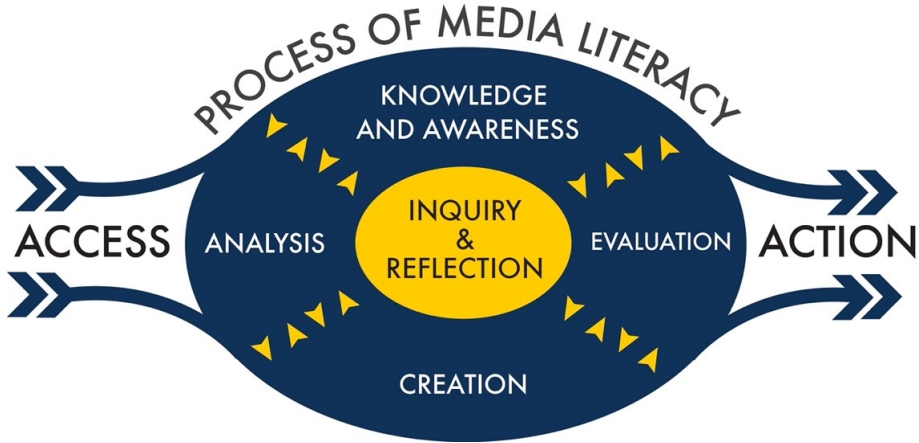 PROCESS OF MEDIA LITERACY
KNOWLEDGE
AND AWARENESS
ACCESS
ANALYSIS
INQUIRY
&
REFLECTION
EVALUATION
ACTION
CREATION